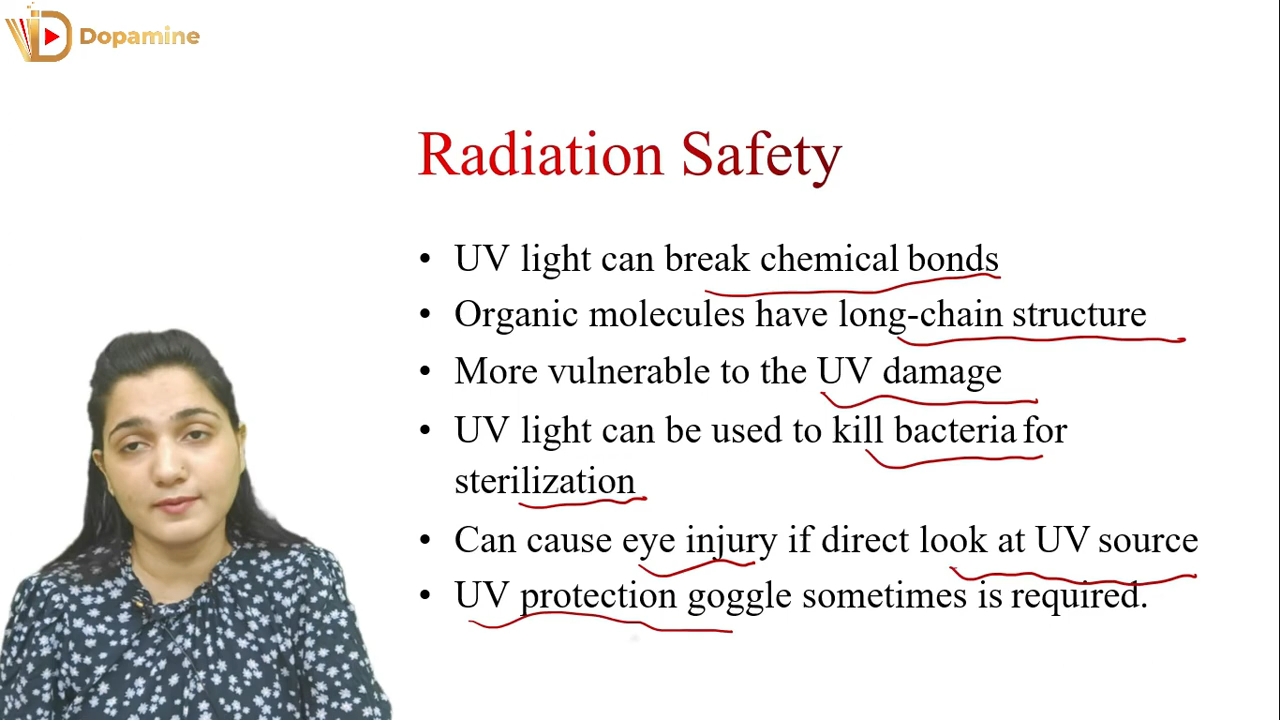 Dopamine
Radiation Safety
• UV light can break chemical bonds
• Organic molecules have long-chain structure
• More vulnerable to the UV damage
• UV light can be used to kill bacteria for
sterilization
• Can cause eye injury if direct look at UV source
• UV protection goggle sometimes is required.